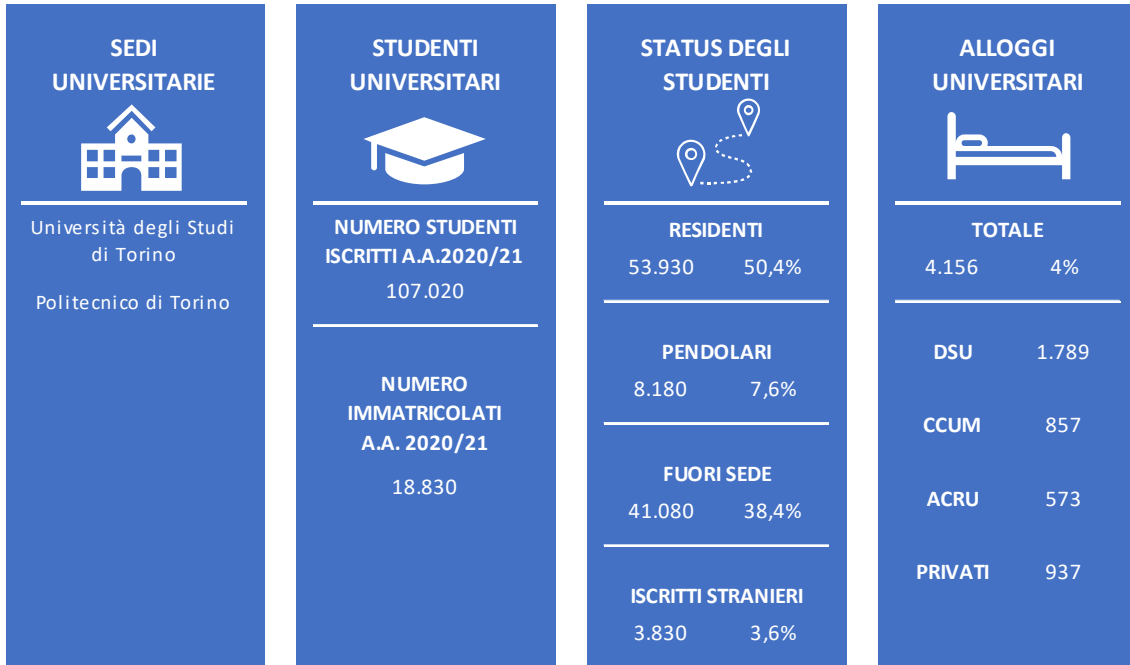 SEDI
UNIVERSITARIE
Università degli Studi
di Torino
Politecnico di Torino
STUDENTI
UNIVERSITARI
NUMERO STUDENTI
ISCRITTI A.A.2020/21
107.020
NUMERO
IMMATRICOLATI
A.A. 2020/21
18.830
STATUS DEGLI
STUDENTI
RESIDENTI
53.930 50,4%
PENDOLARI
8.180 7,6%
FUORI SEDE
41.080 38,4%
ISCRITTI STRANIERI
3.830 3,6%
ALLOGGI
UNIVERSITARI
TOTALE
4.156 4%
DSU 1.789
CCUM 857
ACRU 573
PRIVATI 937